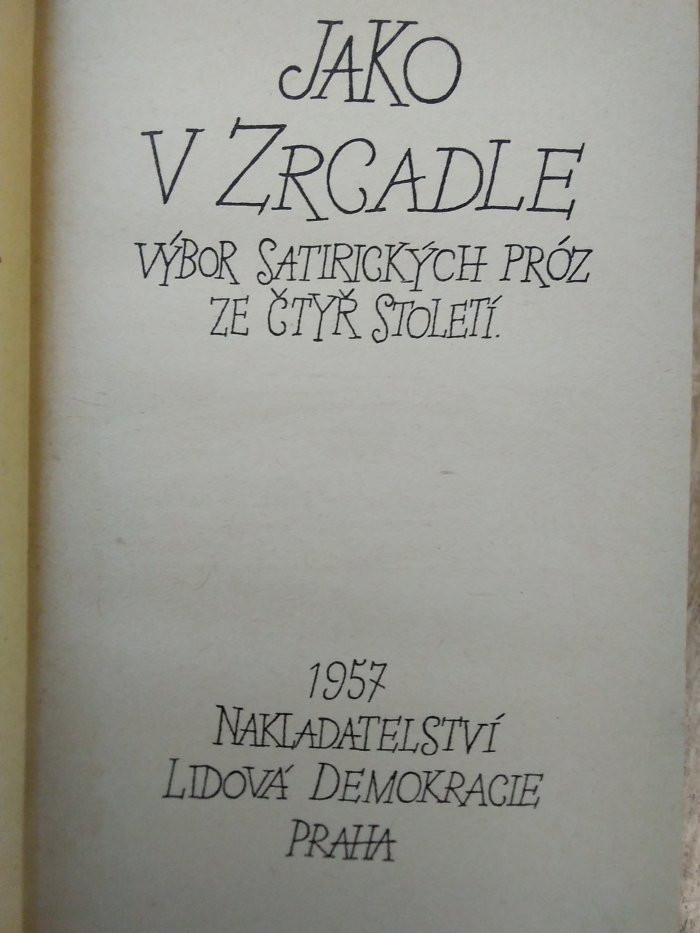 JAKO
V ZRCADLE
VÝBOR SATIRICKÝCH PRÓZ
ZE ČTYŘ STOLETÍ.
1957
NAKLADATELSTVÍ
LIDOVÁ DEMOKRACIE
PRAHA